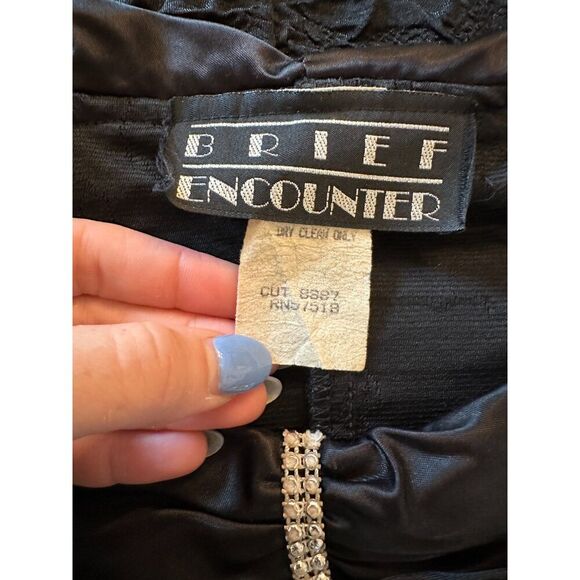 BRIEF
ENCOUNTER
DRY CLEAN ONLY
CUT 8887
RN57518